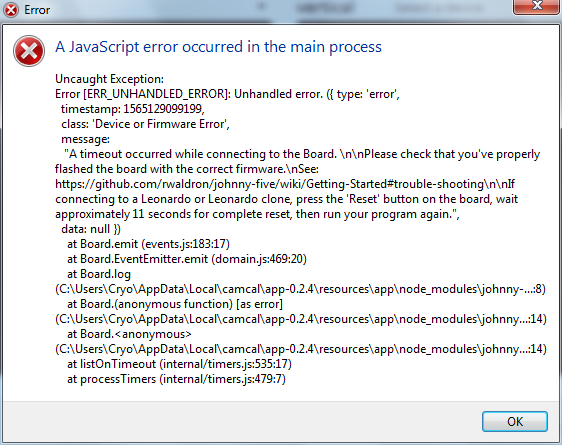 vertical
Select a device
Error
A JavaScript error occurred in the main process
Uncaught Exception:
Error [ERR_UNHANDLED_ERROR]: Unhandled error. ({ type: 'error',
timestamp: 1565129099199,
class: 'Device or Firmware Error',
message:
"A timeout occurred while connecting to the Board. \n\nPlease check that you've properly
flashed the board with the correct firmware.\nSee:
https://github.com/rwaldron/johnny-five/wiki/Getting-Started#trouble-shooting\n\nIf
connecting to a Leonardo or Leonardo clone, press the 'Reset' button on the board, wait
approximately 11 seconds for complete reset, then run your program again.",
data: null })
at Board.emit (events.js:183:17)
at Board.EventEmitter.emit (domain.js:469:20)
at Board.log
(C:\Users\Cryo\AppData\Local\camcal\app-0.2.4\resources\app\node_modules\johnny-...:8)
at Board.(anonymous function) [as error]
(C:\Users\Cryo\AppData\Local\camcal\app-0.2.4\resources\app\node_modules\johnny...:14)
at Board.<anonymous>
(C:\Users\Cryo\AppData\Local\camcal\app-0.2.4\resources\app\node_modules\johnny...:14)
at listOnTimeout (internal/timers.js:535:17)
at processTimers (internal/timers.js:479:7)
OK